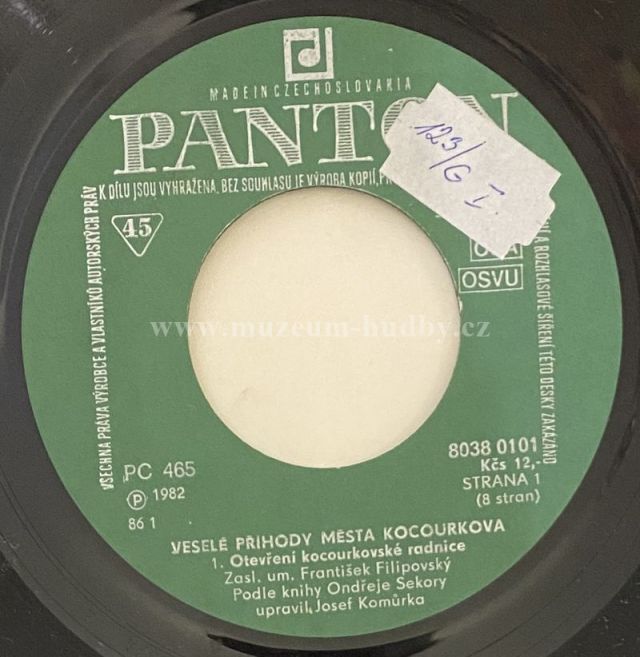 MADE IN CZECHOSLOVAKIA
PANTON
VŠECHNA PRÁVA VÝROBCE A VLASTNÍKŮ AUTORSKÝCH PRÁV
K DÍLU JSOU VYHRAŽENA, BEZ SOUHLASU JE VÝROBA KOPIÍ,
A ROZHLASOVÉ ŠÍŘENÍ TÉTO DESKY ZAKÁZÁNO
123/G I
45
OSVU
www.muzeum-hudby.cz
PC 465
Ⓟ 1982
86 1
8038 0101
Kčs 12,-
STRANA 1
(8 stran)
VESELÉ PŘÍHODY MĚSTA KOCOURKOVA
1. Otevření kocourkovské radnice
Zasl. um. František Filipovský
Podle knihy Ondřeje Sekory
upravil Josef Komůrka